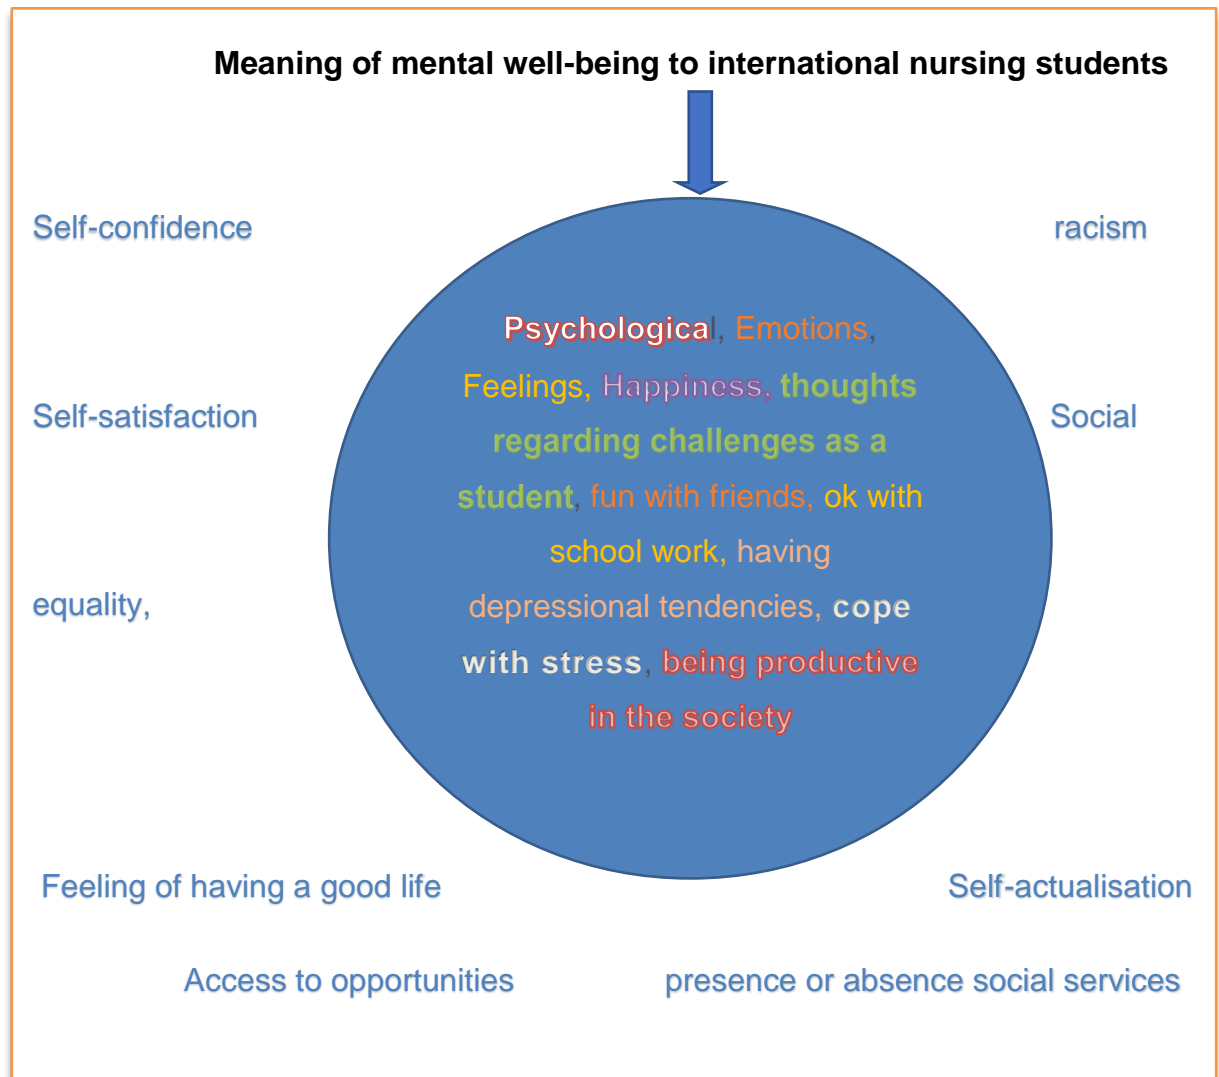 Meaning of mental well-being to international nursing students
Self-confidence
racism
Psychological, Emotions,
Feelings, Happiness, thoughts
regarding challenges as a
student, fun with friends, ok with
school work, having
depressional tendencies, cope
with stress, being productive
in the society
Self-satisfaction
Social
equality,
Feeling of having a good life
Self-actualisation
Access to opportunities
presence or absence social services